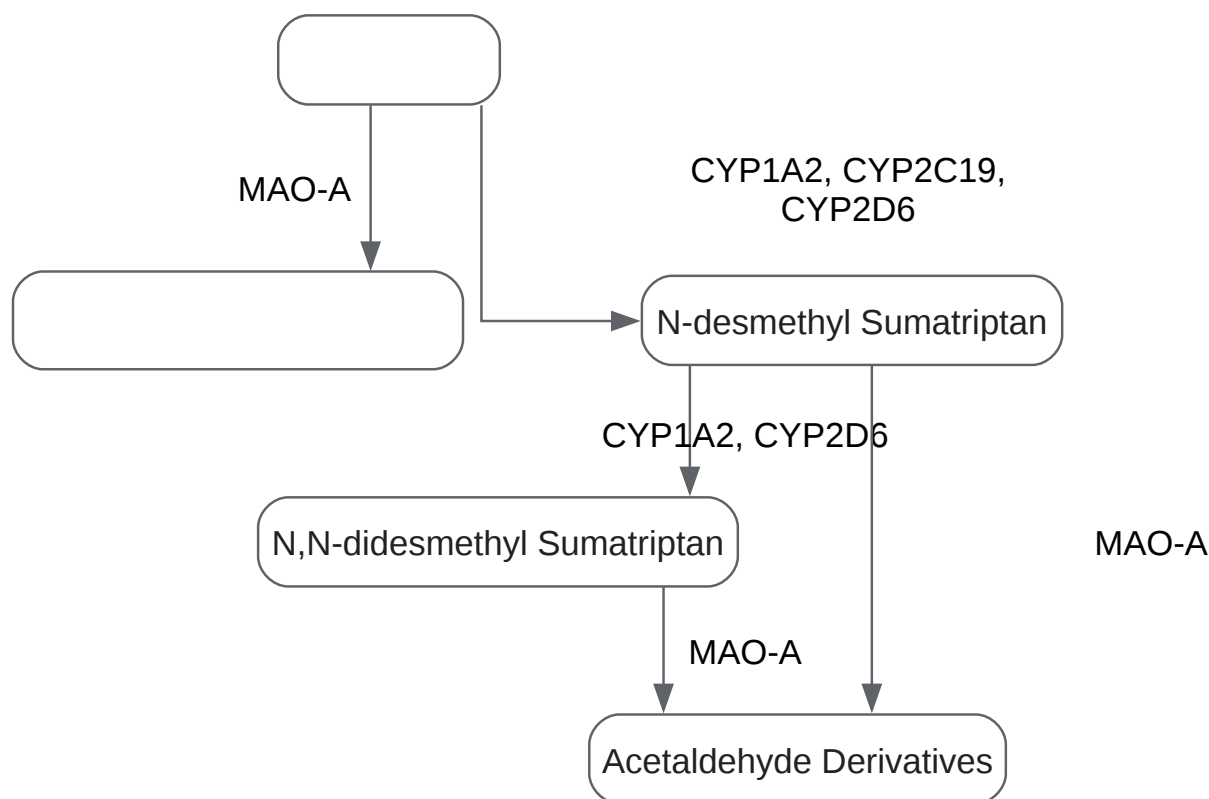 MAO-A
CYP1A2, CYP2C19,
CYP2D6
N-desmethyl Sumatriptan
CYP1A2, CYP2D6
N,N-didesmethyl Sumatriptan
MAO-A
MAO-A
Acetaldehyde Derivatives